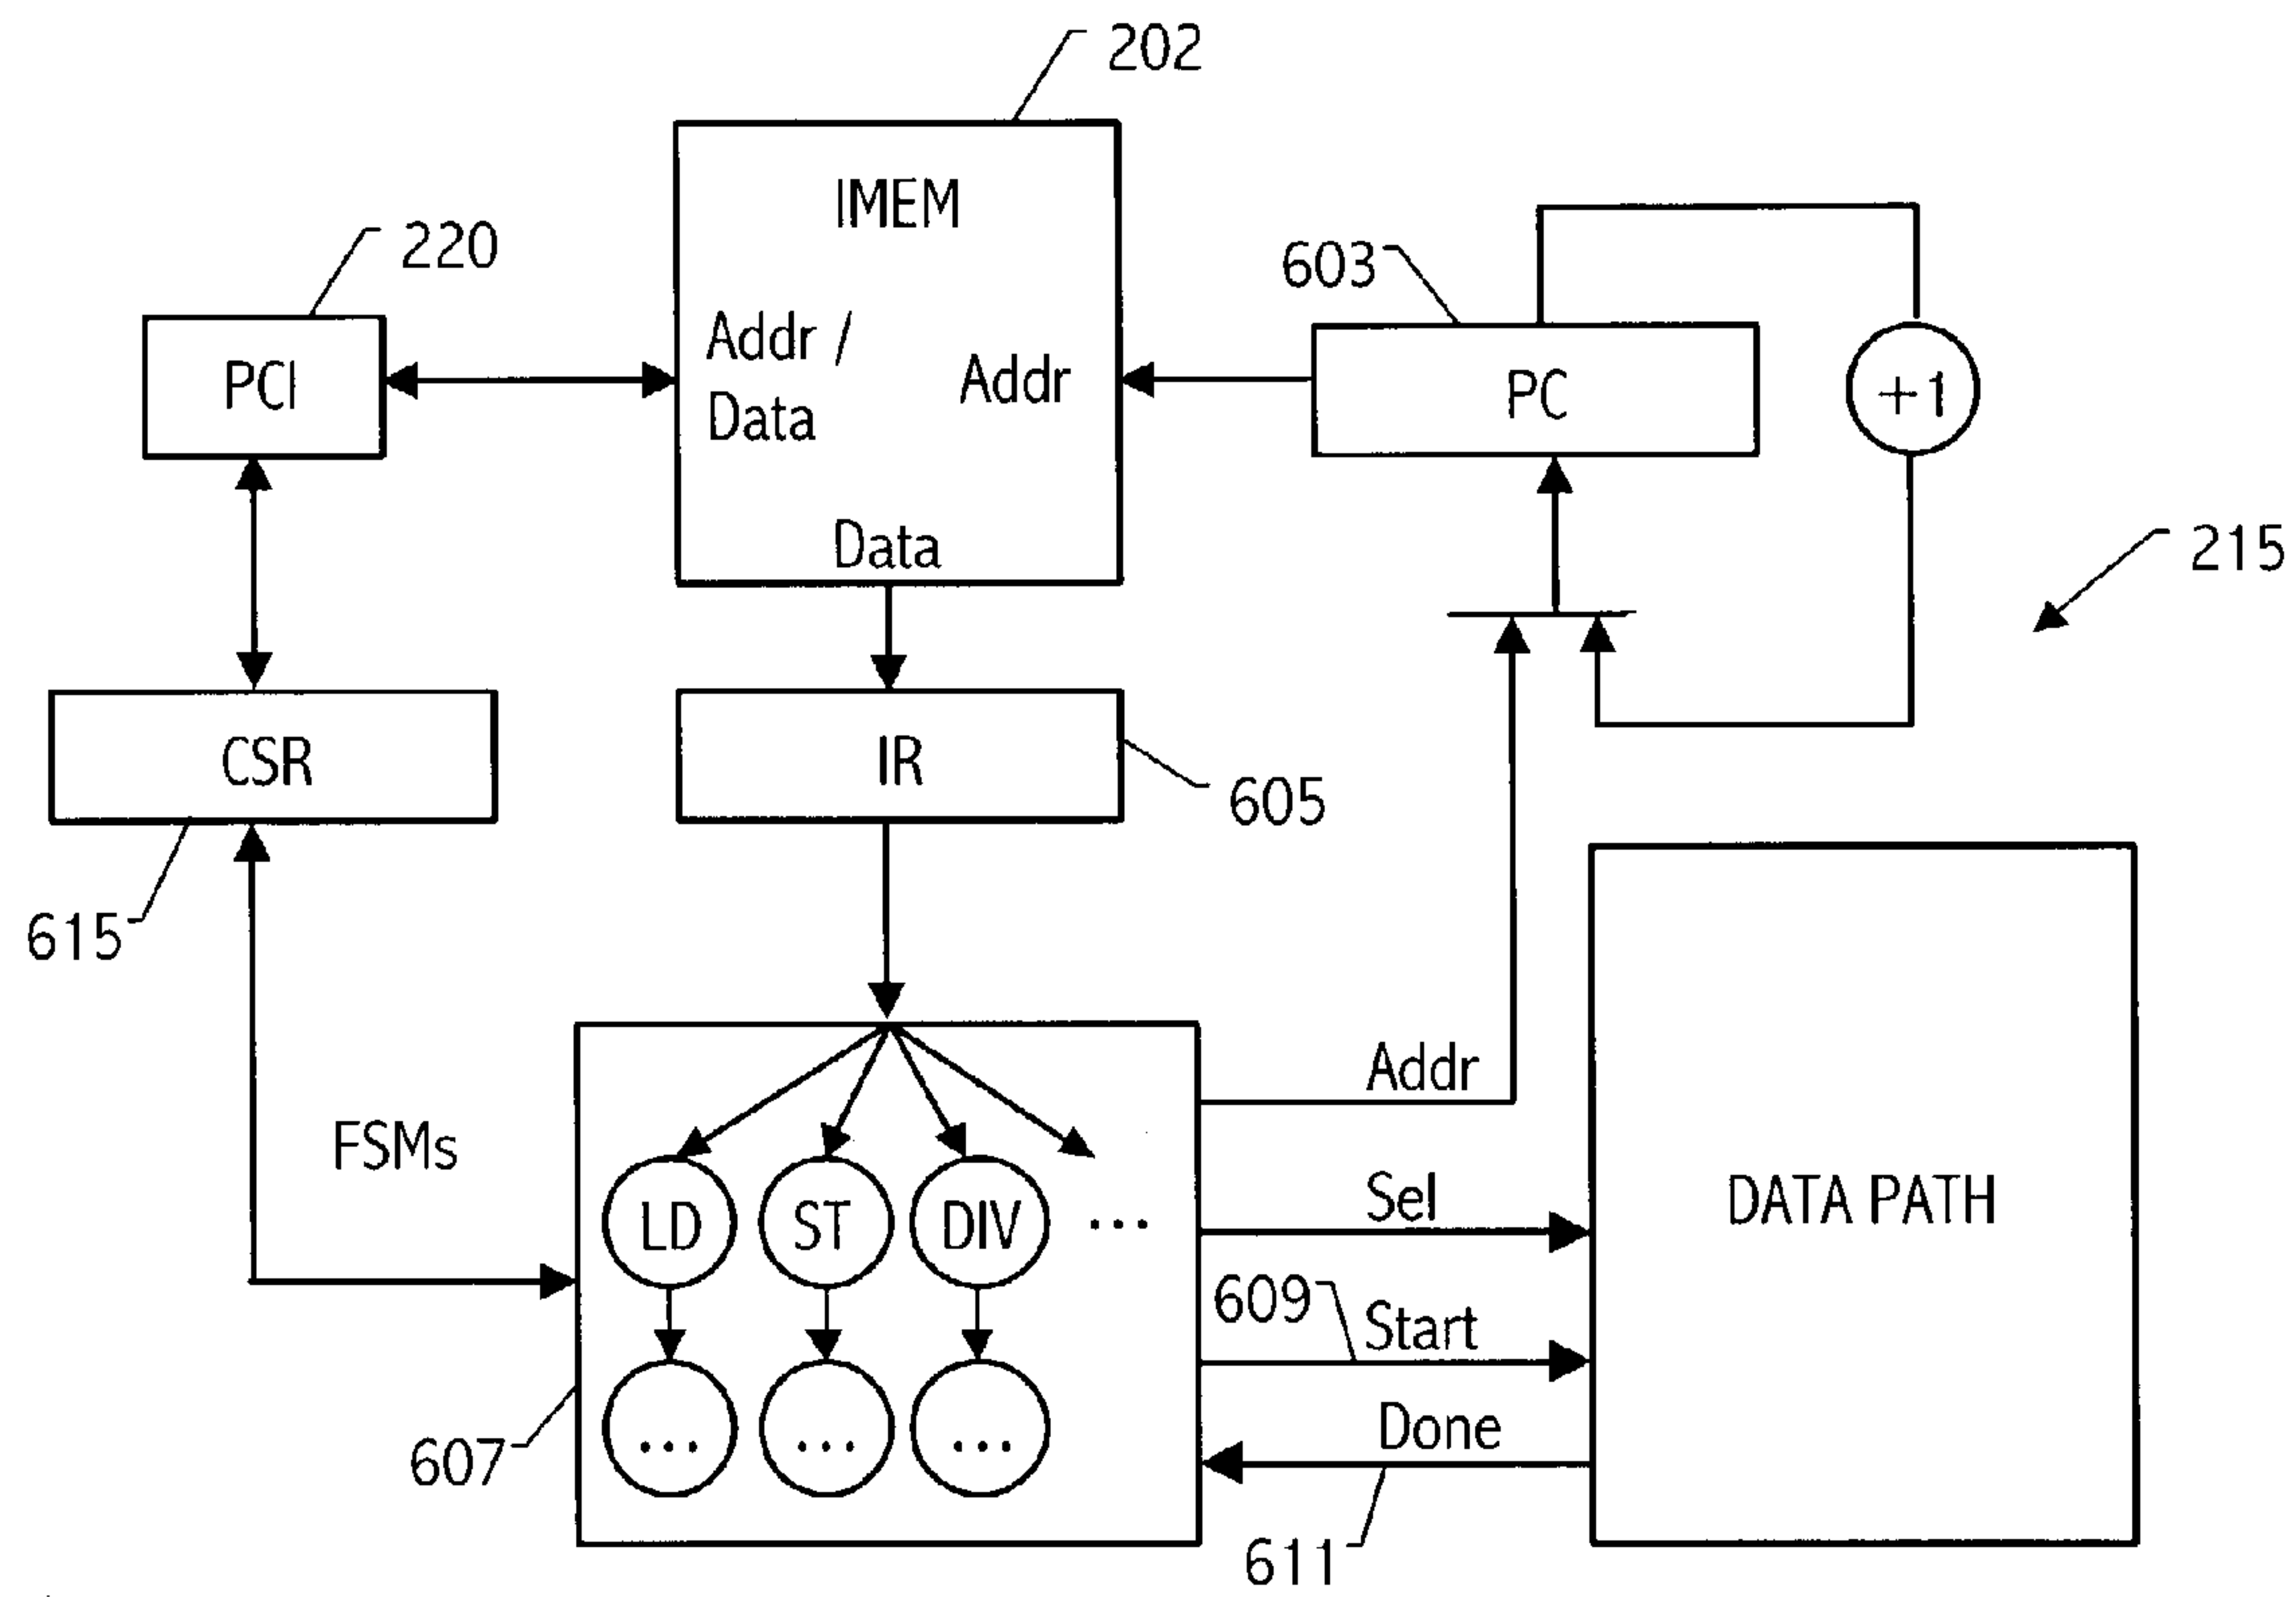 202
IMEM
220
603
Addr /
Data
Addr
PCI
PC
+1
Data
215
CSR
IR
605
615
Addr
FSMs
LD
ST
DIV
...
Sel
DATA PATH
609
Start
...
...
...
Done
607
611